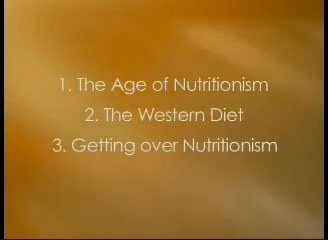 1. The Age of Nutritionism
2. The Western Diet
3. Getting over Nutritionism